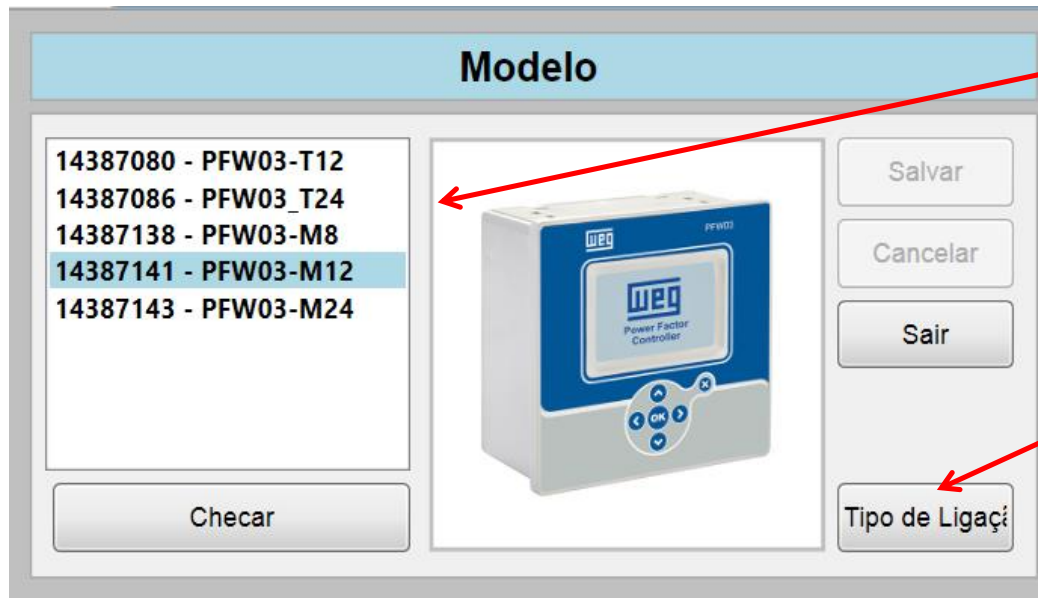 Modelo
14387080 - PFW03-T12
14387086 - PFW03_T24
14387138 - PFW03-M8
14387141 - PFW03-M12
14387143 - PFW03-M24
Checar
WEG
PFW03
WEG
Power Factor
Controller
OK
X
Salvar
Cancelar
Sair
Tipo de Ligaçã